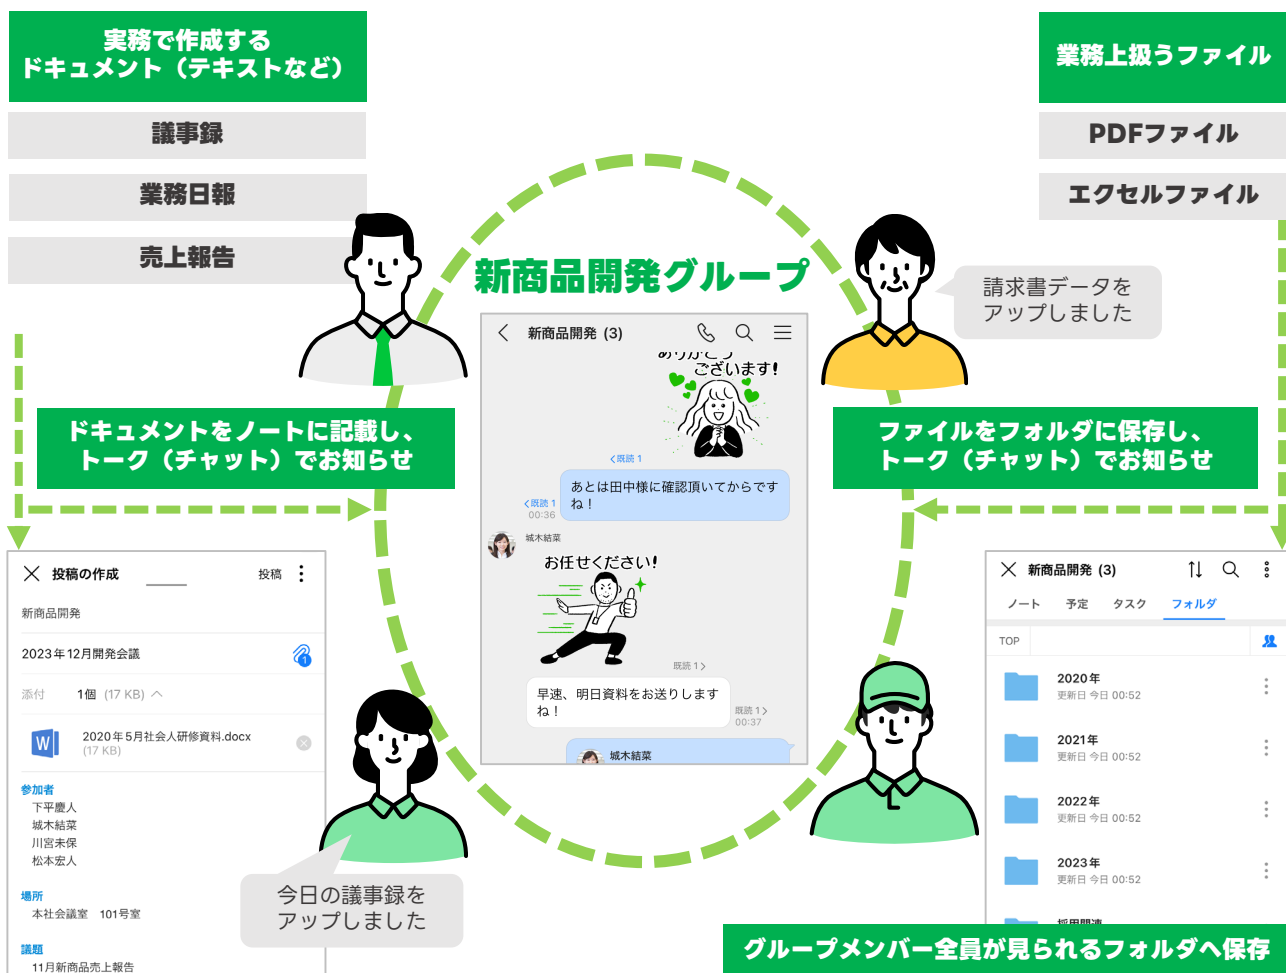 実務で作成する
ドキュメント（テキストなど）
議事録
業務日報
売上報告
業務上扱うファイル
PDFファイル
エクセルファイル
新商品開発グループ
請求書データを
アップしました
新商品開発 (3)
ありがとう
ございます!
既読 1
あとは田中様に確認頂いてからです
ね！
既読 1
00:36
城木結菜
お任せください!
既読 1
早速、明日資料をお送りします
ね！
既読 1
00:37
城木結菜
ドキュメントをノートに記載し、
トーク（チャット）でお知らせ
ファイルをフォルダに保存し、
トーク（チャット）でお知らせ
投稿の作成 投稿
新商品開発
2023年12月開発会議
1
添付 1個 (17 KB)
W
2020年5月社会人研修資料.docx
(17 KB)
参加者
下平慶人
城木結菜
川宮未保
松本宏人
場所
本社会議室 101号室
議題
11月新商品売上報告
今日の議事録を
アップしました
新商品開発 (3)
ノート 予定 タスク フォルダ
TOP
2020年
更新日 今日 00:52
2021年
更新日 今日 00:52
2022年
更新日 今日 00:52
2023年
更新日 今日 00:52
採用関連
グループメンバー全員が見られるフォルダへ保存